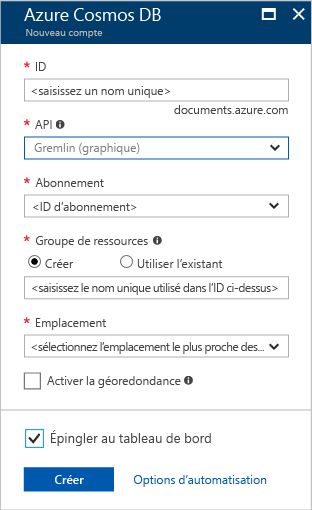 Azure Cosmos DB
Nouveau compte
* ID
<saisissez un nom unique>
documents.azure.com
* API
Gremlin (graphique)
* Abonnement
<ID d'abonnement>
* Groupe de ressources
Créer Utiliser l'existant
<saisissez le nom unique utilisé dans l'ID ci-dessus>
* Emplacement
<sélectionnez l'emplacement le plus proche des...
Activer la géoredondance
Épingler au tableau de bord
Créer Options d'automatisation